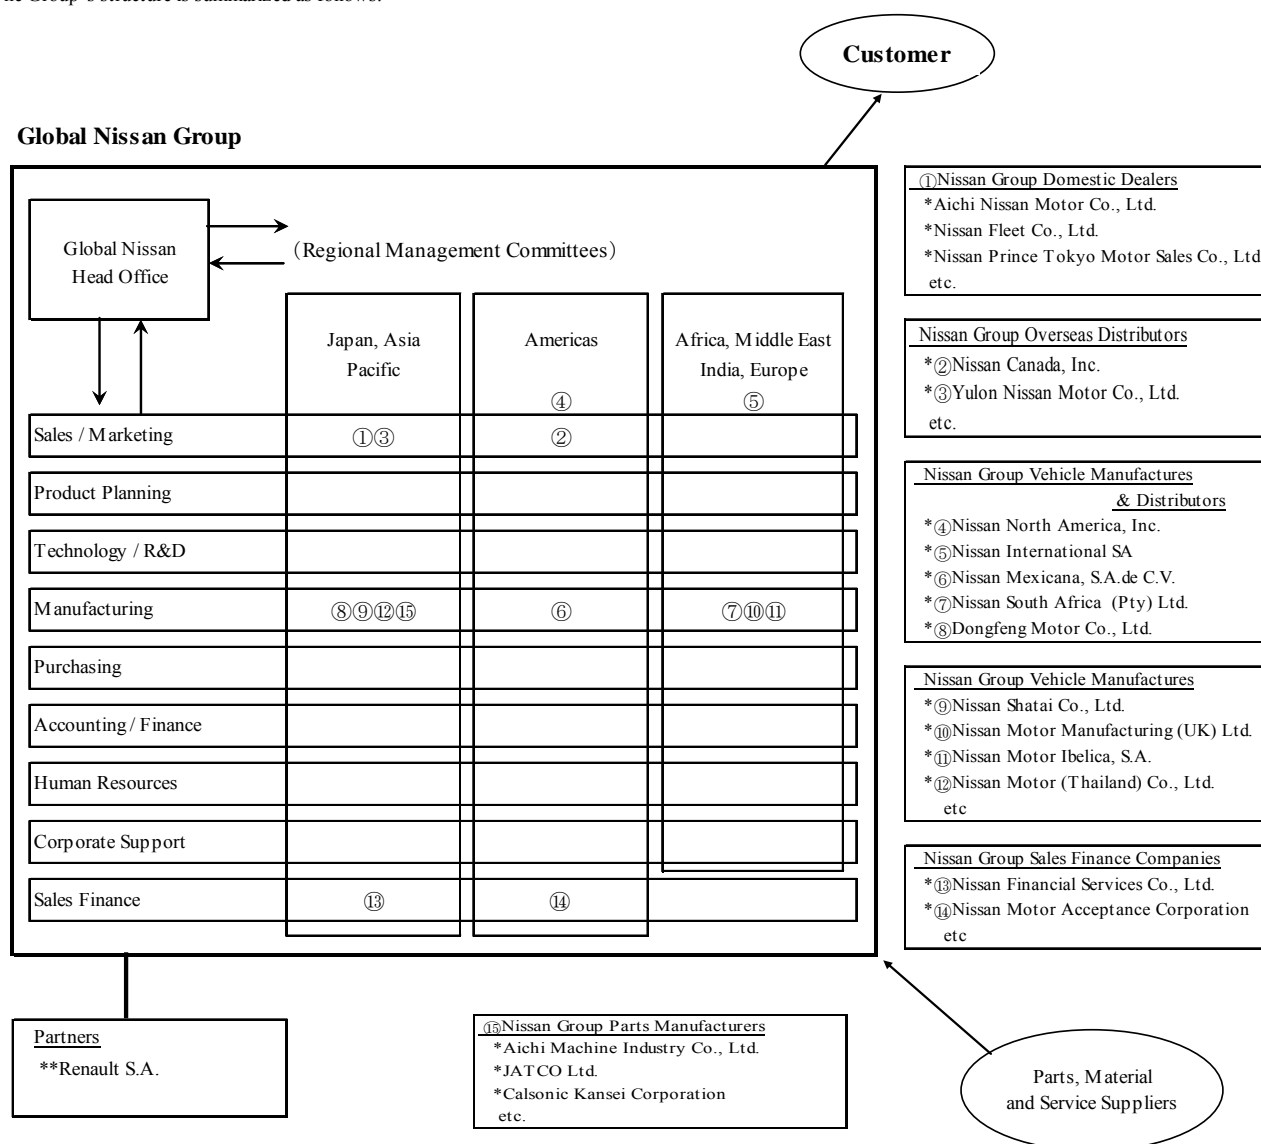 he Group's structure is summarized as follows:
Customer
Global Nissan Group
Global Nissan
Head Office
(Regional Management Committees)
Japan, Asia
Pacific
Americas
④
Africa, Middle East
India, Europe
⑤
Sales / Marketing ①③ ②
Product Planning
Technology / R&D
Manufacturing ⑧⑨⑫⑮ ⑥ ⑦⑩⑪
Purchasing
Accounting / Finance
Human Resources
Corporate Support
Sales Finance ⑬ ⑭
①Nissan Group Domestic Dealers
*Aichi Nissan Motor Co., Ltd.
*Nissan Fleet Co., Ltd.
*Nissan Prince Tokyo Motor Sales Co., Ltd
etc.
Nissan Group Overseas Distributors
*②Nissan Canada, Inc.
*③Yulon Nissan Motor Co., Ltd.
etc.
Nissan Group Vehicle Manufactures
& Distributors
*④Nissan North America, Inc.
*⑤Nissan International SA
*⑥Nissan Mexicana, S.A.de C.V.
*⑦Nissan South Africa (Pty) Ltd.
*⑧Dongfeng Motor Co., Ltd.
Nissan Group Vehicle Manufactures
*⑨Nissan Shatai Co., Ltd.
*⑩Nissan Motor Manufacturing (UK) Ltd.
*⑪Nissan Motor Ibelica, S.A.
*⑫Nissan Motor (Thailand) Co., Ltd.
etc
Nissan Group Sales Finance Companies
*⑬Nissan Financial Services Co., Ltd.
*⑭Nissan Motor Acceptance Corporation
etc
Partners
**Renault S.A.
⑮Nissan Group Parts Manufacturers
*Aichi Machine Industry Co., Ltd.
*JATCO Ltd.
*Calsonic Kansei Corporation
etc.
Parts, Material
and Service Suppliers